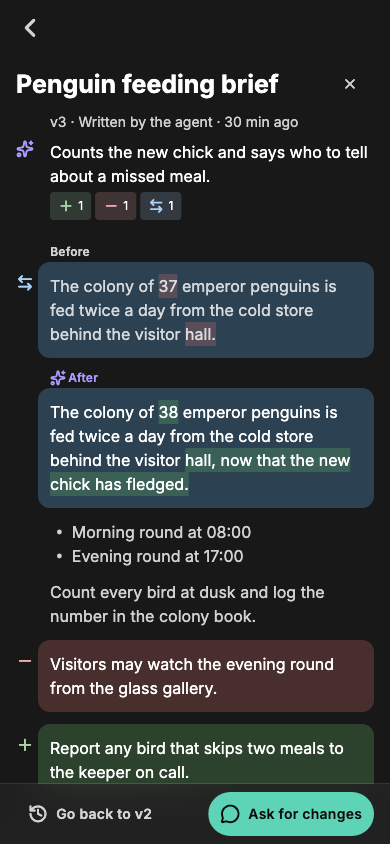 Penguin feeding brief
v3 · Written by the agent · 30 min ago
Counts the new chick and says who to tell
about a missed meal.
+ 1 − 1 1
Before
The colony of 37 emperor penguins is
fed twice a day from the cold store
behind the visitor hall.
After
The colony of 38 emperor penguins is
fed twice a day from the cold store
behind the visitor hall, now that the new
chick has fledged.
• Morning round at 08:00
• Evening round at 17:00
Count every bird at dusk and log the
number in the colony book.
Visitors may watch the evening round
from the glass gallery.
Report any bird that skips two meals to
the keeper on call.
Go back to v2
Ask for changes